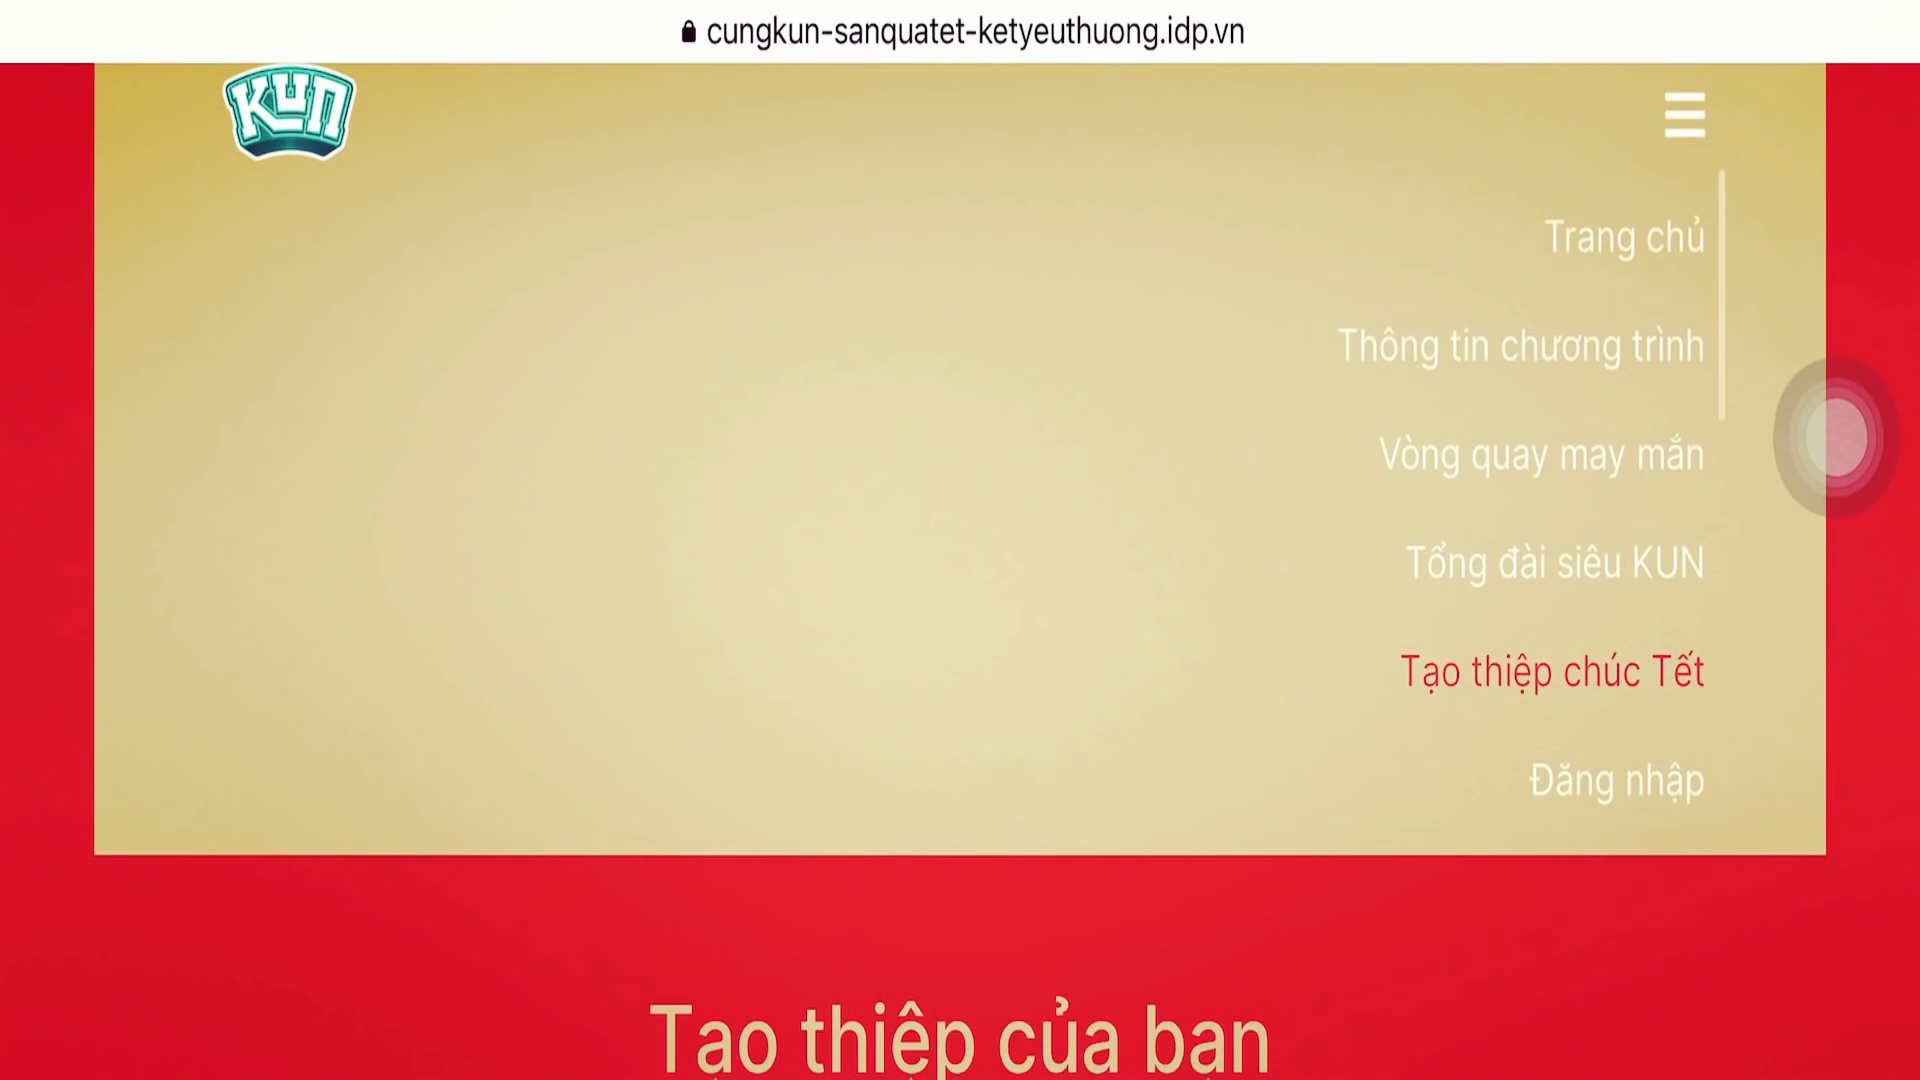 cungkun-sanquatet-ketyeuthuong.idp.vn
KUN
Trang chủ
Thông tin chương trình
Vòng quay may mắn
Tổng đài siêu KUN
Tạo thiệp chúc Tết
Đăng nhập
Tạo thiệp của bạn